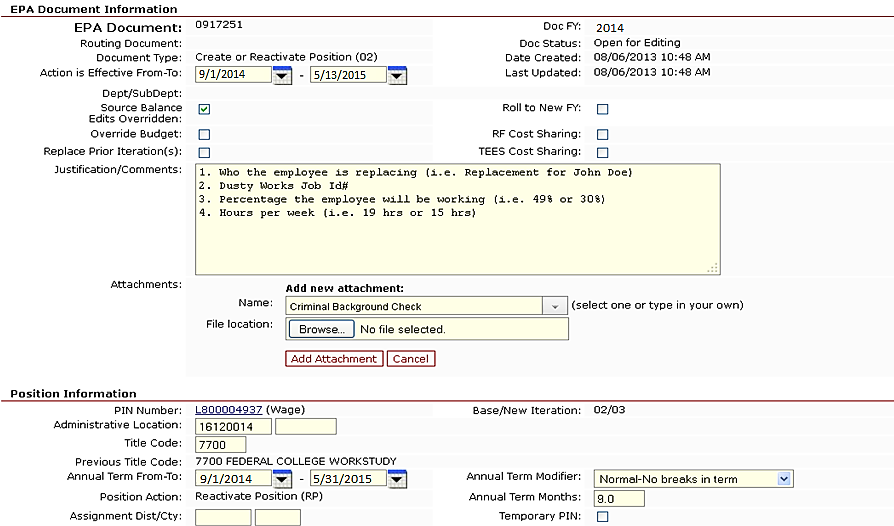 EPA Document Information
EPA Document: 0917251 Doc FY: 2014
Routing Document: Doc Status: Open for Editing
Document Type: Create or Reactivate Position (02) Date Created: 08/06/2013 10:48 AM
Action is Effective From-To: 9/1/2014 - 5/13/2015 Last Updated: 08/06/2013 10:48 AM
Dept/SubDept:
Source Balance
Edits Overridden: Roll to New FY:
Override Budget: RF Cost Sharing:
Replace Prior Iteration(s): TEES Cost Sharing:
Justification/Comments: 1. Who the employee is replacing (i.e. Replacement for John Doe)
2. Dusty Works Job Id#
3. Percentage the employee will be working (i.e. 49% or 30%)
4. Hours per week (i.e. 19 hrs or 15 hrs)
Attachments: Add new attachment:
Name: Criminal Background Check (select one or type in your own)
File location: Browse... No file selected.
Add Attachment Cancel
Position Information
PIN Number: L800004937 (Wage) Base/New Iteration: 02/03
Administrative Location: 16120014
Title Code: 7700
Previous Title Code: 7700 FEDERAL COLLEGE WORKSTUDY
Annual Term From-To: 9/1/2014 - 5/31/2015 Annual Term Modifier: Normal-No breaks in term
Position Action: Reactivate Position (RP) Annual Term Months: 9.0
Assignment Dist/Cty: Temporary PIN: